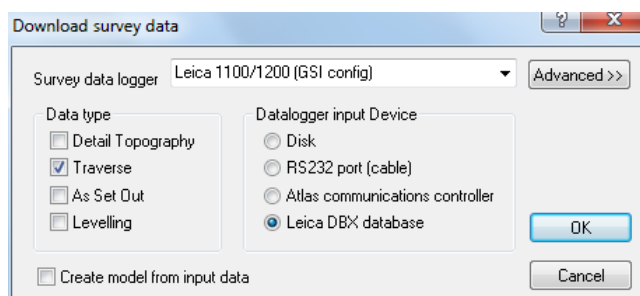 Download survey data
Survey data logger Leica 1100/1200 (GSI config) Advanced >>
Data type
Detail Topography
Traverse
As Set Out
Levelling
Datalogger input Device
Disk
RS232 port (cable)
Atlas communications controller
Leica DBX database
OK
Create model from input data
Cancel